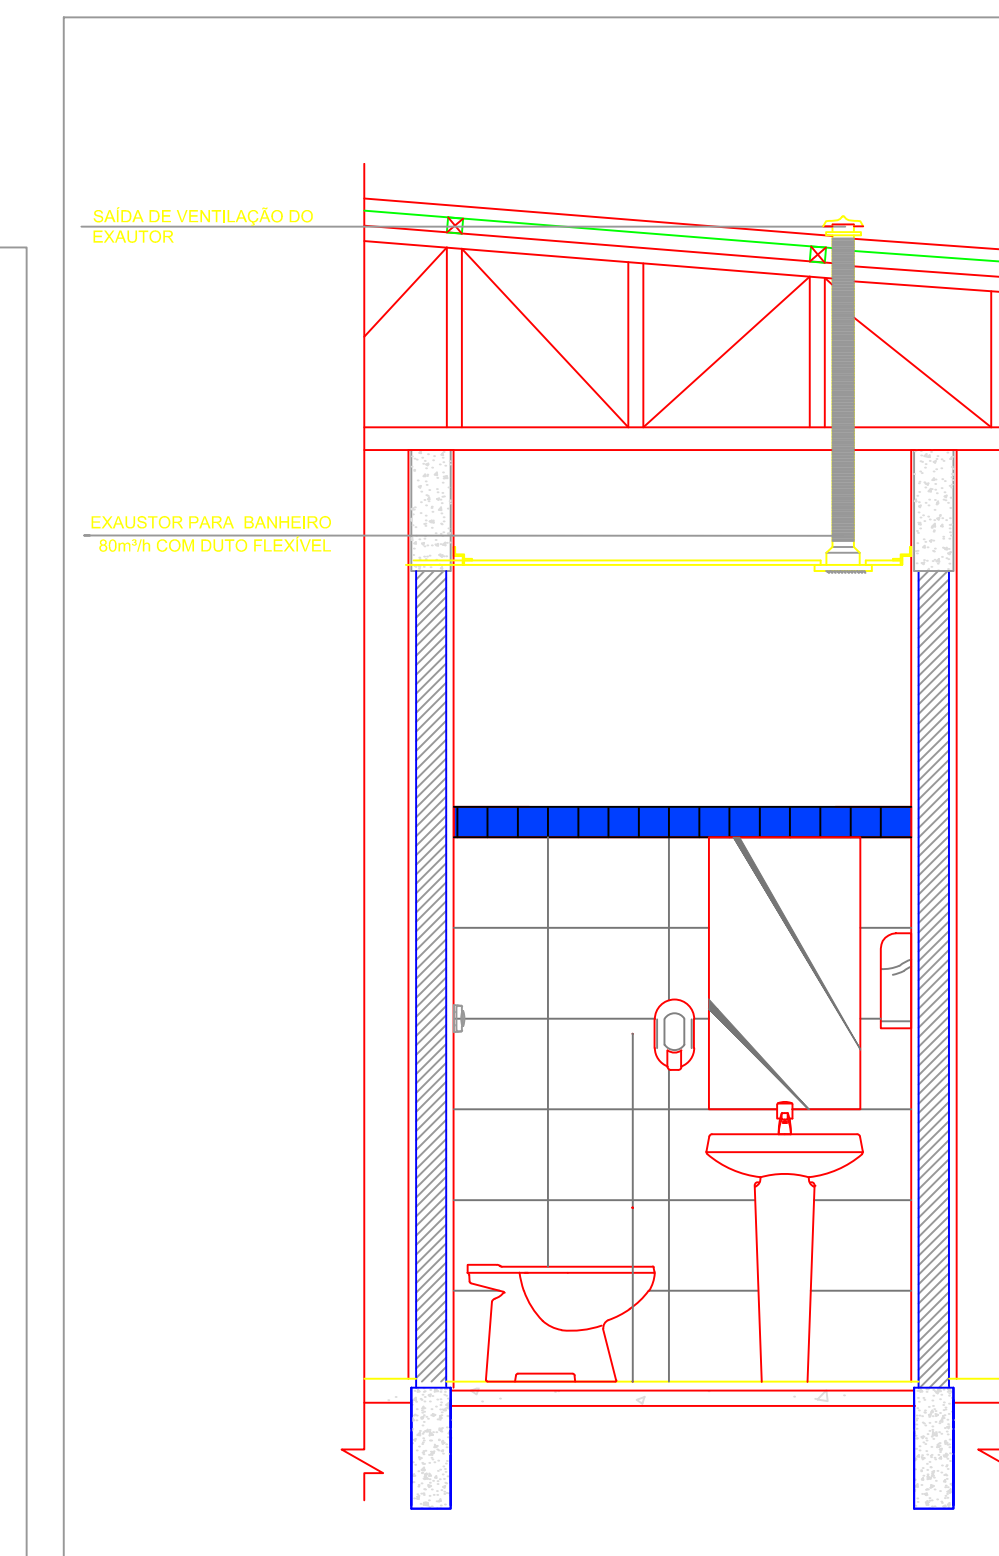 SAÍDA DE VENTILAÇÃO DO
EXAUTOR
EXAUSTOR PARA BANHEIRO
80m³/h COM DUTO FLEXÍVEL